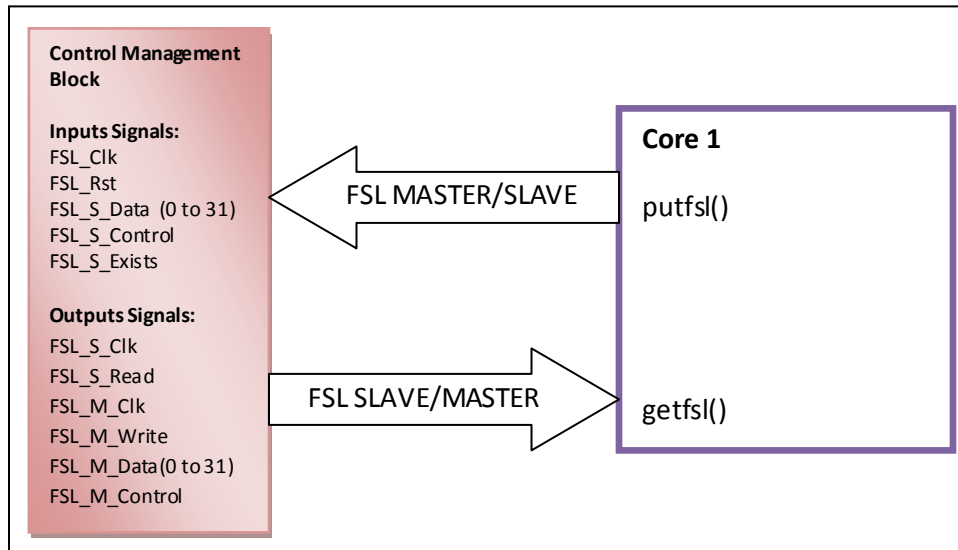 Control Management
Block
Inputs Signals:
FSL_Clk
FSL_Rst
FSL_S_Data (0 to 31)
FSL_S_Control
FSL_S_Exists
Outputs Signals:
FSL_S_Clk
FSL_S_Read
FSL_M_Clk
FSL_M_Write
FSL_M_Data(0 to 31)
FSL_M_Control
FSL MASTER/SLAVE
FSL SLAVE/MASTER
Core 1
putfsl()
getfsl()